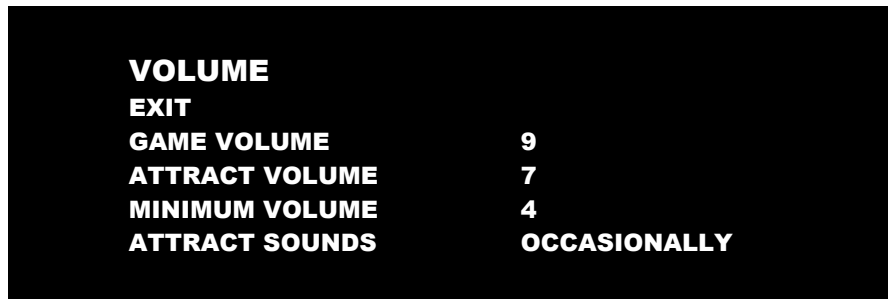 VOLUME
EXIT
GAME VOLUME 9
ATTRACT VOLUME 7
MINIMUM VOLUME 4
ATTRACT SOUNDS OCCASIONALLY